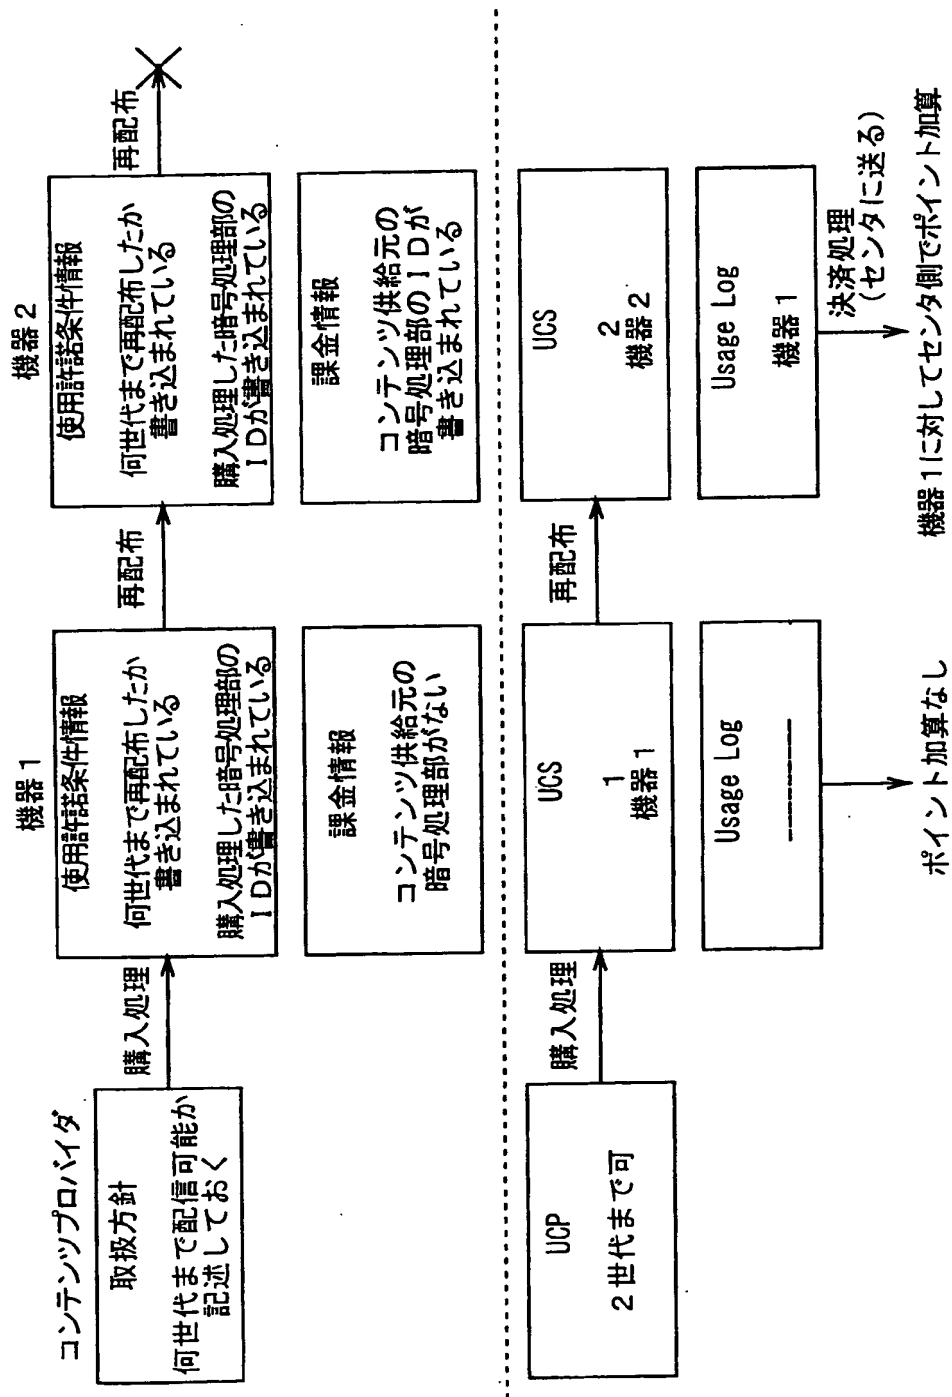 コンテンツプロバイダ
取扱方針
何世代まで配信可能か
記述しておく
購入処理
機器1
使用許諾条件情報
何世代まで再配布したか
書き込まれている
購入処理した暗号処理部の
IDが書き込まれている
課金情報
コンテンツ供給元の
暗号処理部がない
再配布
機器2
使用許諾条件情報
何世代まで再配布したか
書き込まれている
購入処理した暗号処理部の
IDが書き込まれている
課金情報
コンテンツ供給元の
暗号処理部のIDが
書き込まれている
再配布
UCP
2世代まで可
購入処理
UCS
1
機器1
Usage Log
ポイント加算なし
再配布
UCS
2
機器2
Usage Log
機器1
決済処理
(センタに送る)
機器1に対してセンタ側でポイント加算